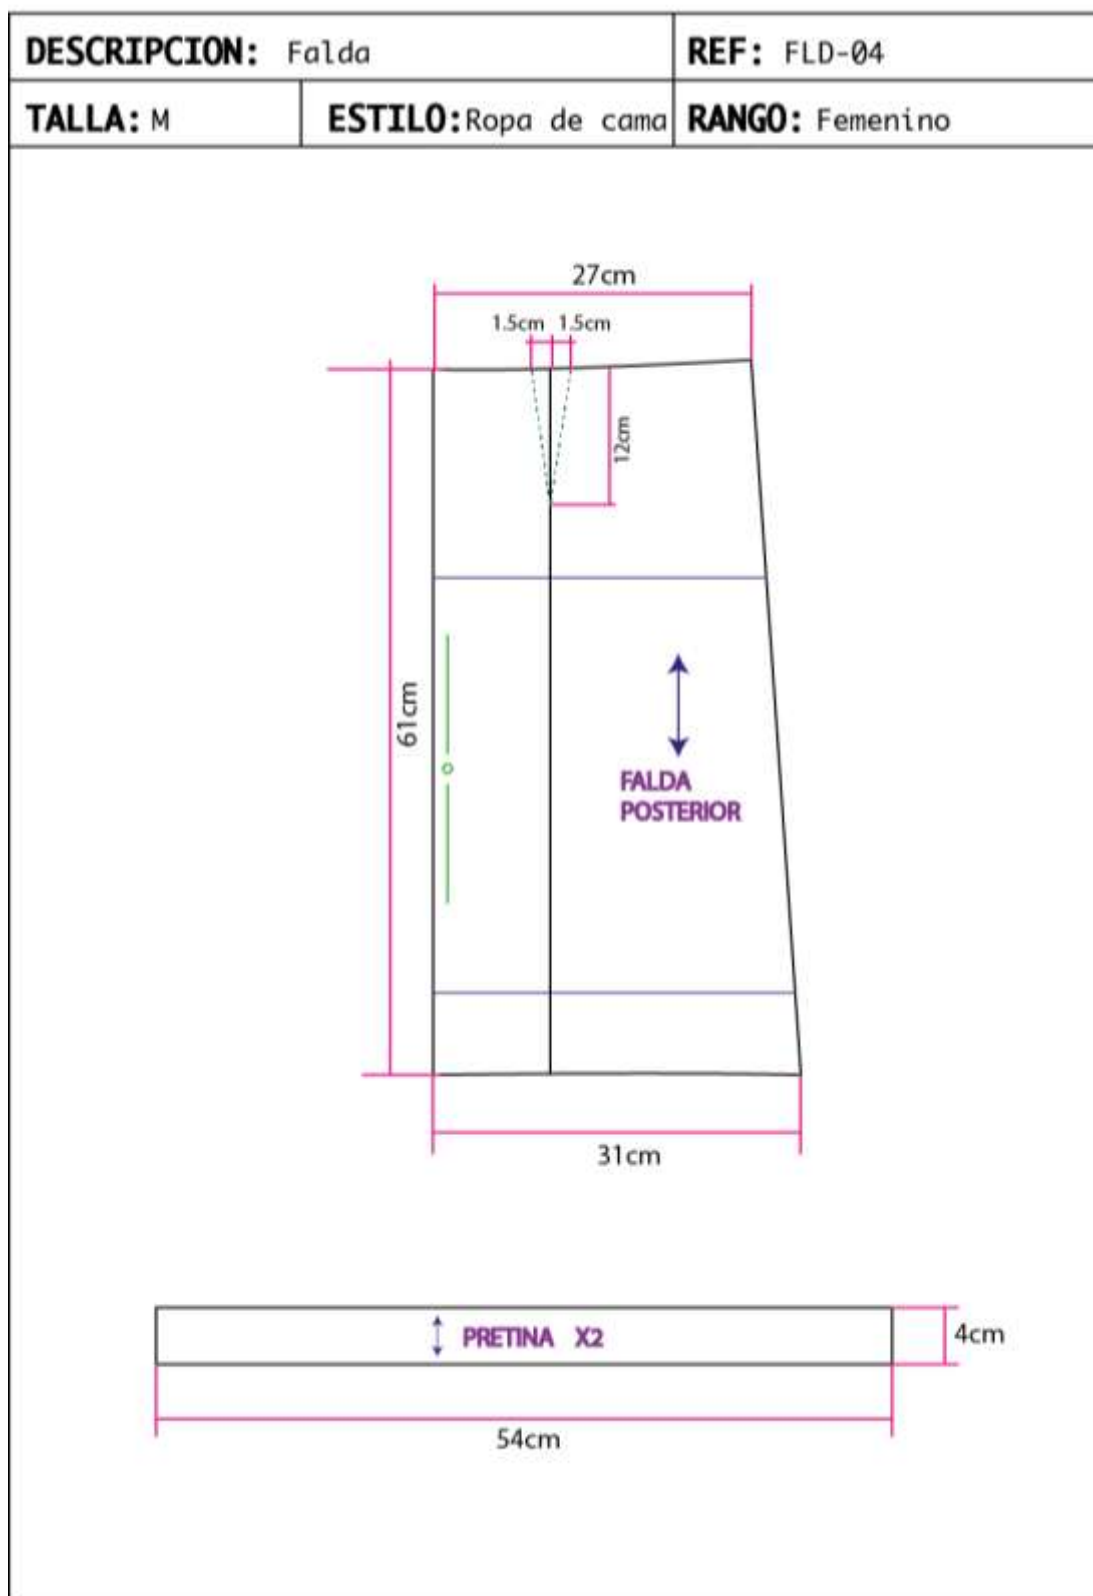 DESCRIPCION: Falda
REF: FLD-04
TALLA: M
ESTILO:Ropa de cama
RANGO: Femenino
27cm
1.5cm 1.5cm
12cm
61cm
FALDA
POSTERIOR
31cm
PRETINA X2
4cm
54cm